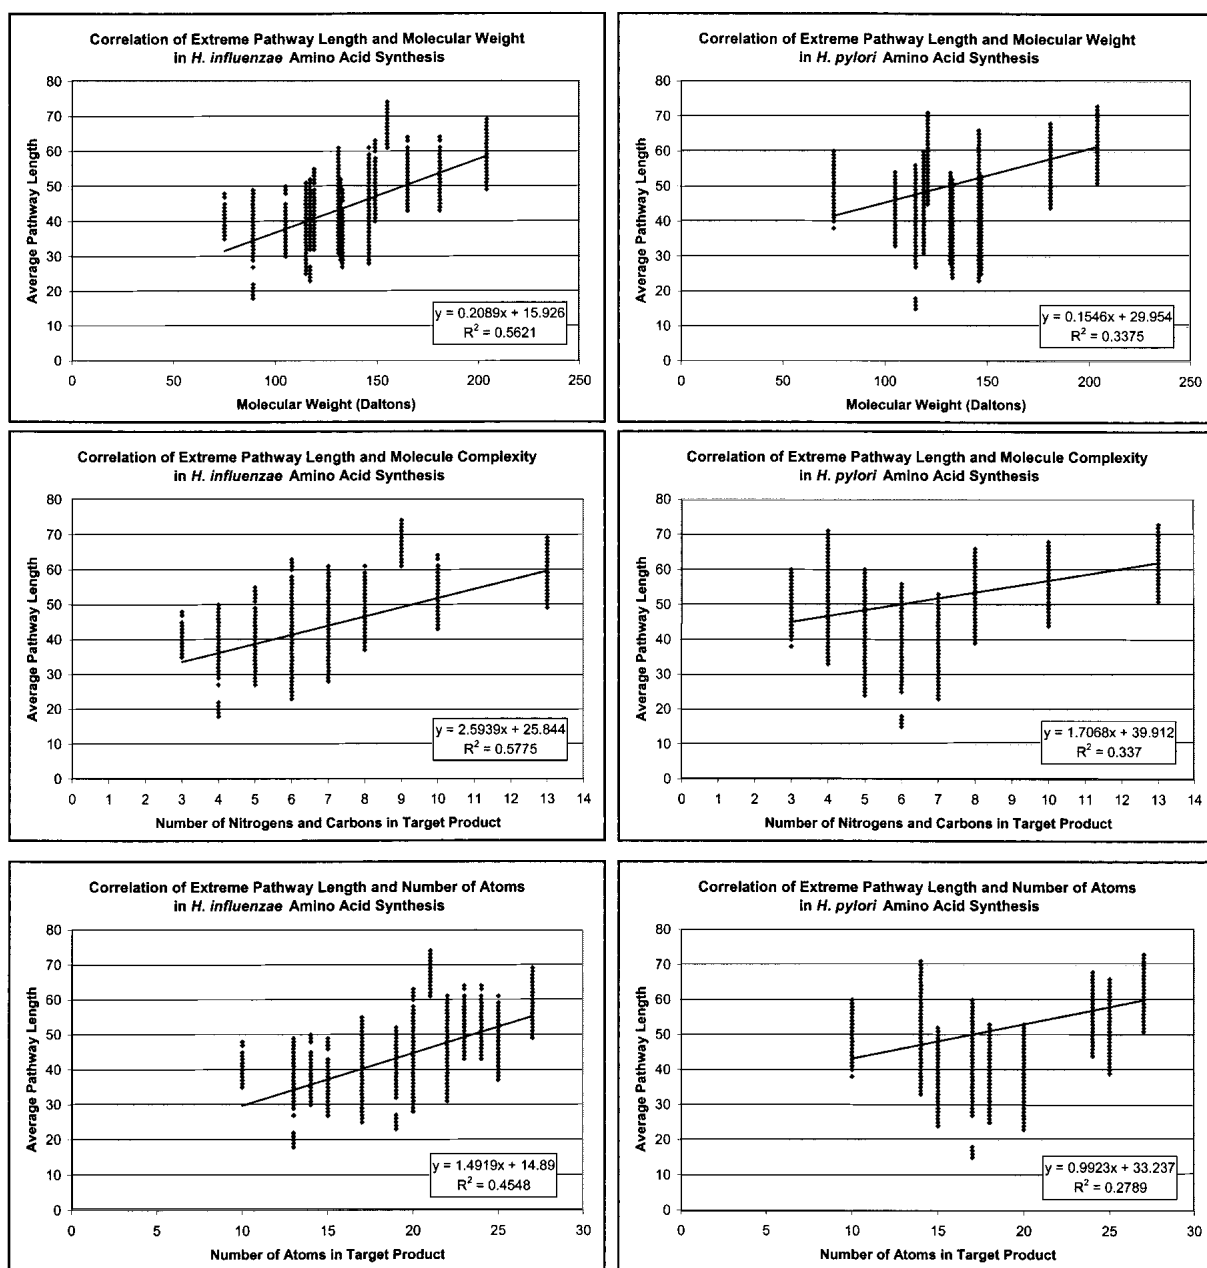 Correlation of Extreme Pathway Length and Molecular Weight
in H. influenzae Amino Acid Synthesis
80
70
60
50
40
30
20
10
0
Average Pathway Length
y = 0.2089x + 15.926
R² = 0.5621
0 50 100 150 200 250
Molecular Weight (Daltons)
Correlation of Extreme Pathway Length and Molecular Weight
in H. pylori Amino Acid Synthesis
80
70
60
50
40
30
20
10
0
Average Pathway Length
y = 0.1546x + 29.954
R² = 0.3375
0 50 100 150 200 250
Molecular Weight (Daltons)
Correlation of Extreme Pathway Length and Molecule Complexity
in H. influenzae Amino Acid Synthesis
80
70
60
50
40
30
20
10
0
Average Pathway Length
y = 2.5939x + 25.844
R² = 0.5775
0 1 2 3 4 5 6 7 8 9 10 11 12 13 14
Number of Nitrogens and Carbons in Target Product
Correlation of Extreme Pathway Length and Molecule Complexity
in H. pylori Amino Acid Synthesis
80
70
60
50
40
30
20
10
0
Average Pathway Length
y = 1.7068x + 39.912
R² = 0.337
0 1 2 3 4 5 6 7 8 9 10 11 12 13 14
Number of Nitrogens and Carbons in Target Product
Correlation of Extreme Pathway Length and Number of Atoms
in H. influenzae Amino Acid Synthesis
80
70
60
50
40
30
20
10
0
Average Pathway Length
y = 1.4919x + 14.89
R² = 0.4548
0 5 10 15 20 25 30
Number of Atoms in Target Product
Correlation of Extreme Pathway Length and Number of Atoms
in H. pylori Amino Acid Synthesis
80
70
60
50
40
30
20
10
0
Average Pathway Length
y = 0.9923x + 33.237
R² = 0.2789
0 5 10 15 20 25 30
Number of Atoms in Target Product